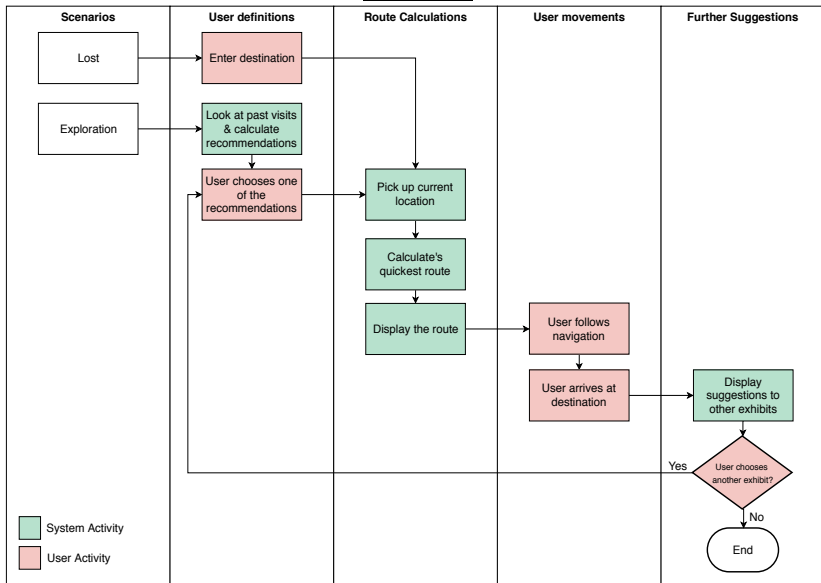 Scenarios
User definitions
Route Calculations
User movements
Further Suggestions
Lost
Enter destination
Exploration
Look at past visits
& calculate
recommendations
User chooses one
of the
recommendations
Pick up current
location
Calculate's
quickest route
Display the route
User follows
navigation
User arrives at
destination
Display
suggestions to
other exhibits
User chooses
another exhibit?
Yes
No
End
System Activity
User Activity